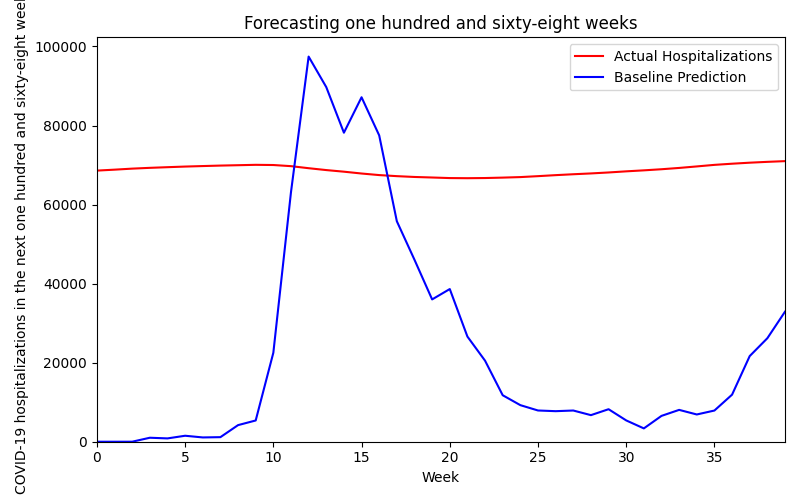 Forecasting one hundred and sixty-eight weeks
COVID-19 hospitalizations in the next one hundred and sixty-eight
100000
80000
60000
40000
20000
0
Actual Hospitalizations
Baseline Prediction
0 5 10 15 20 25 30 35
Week